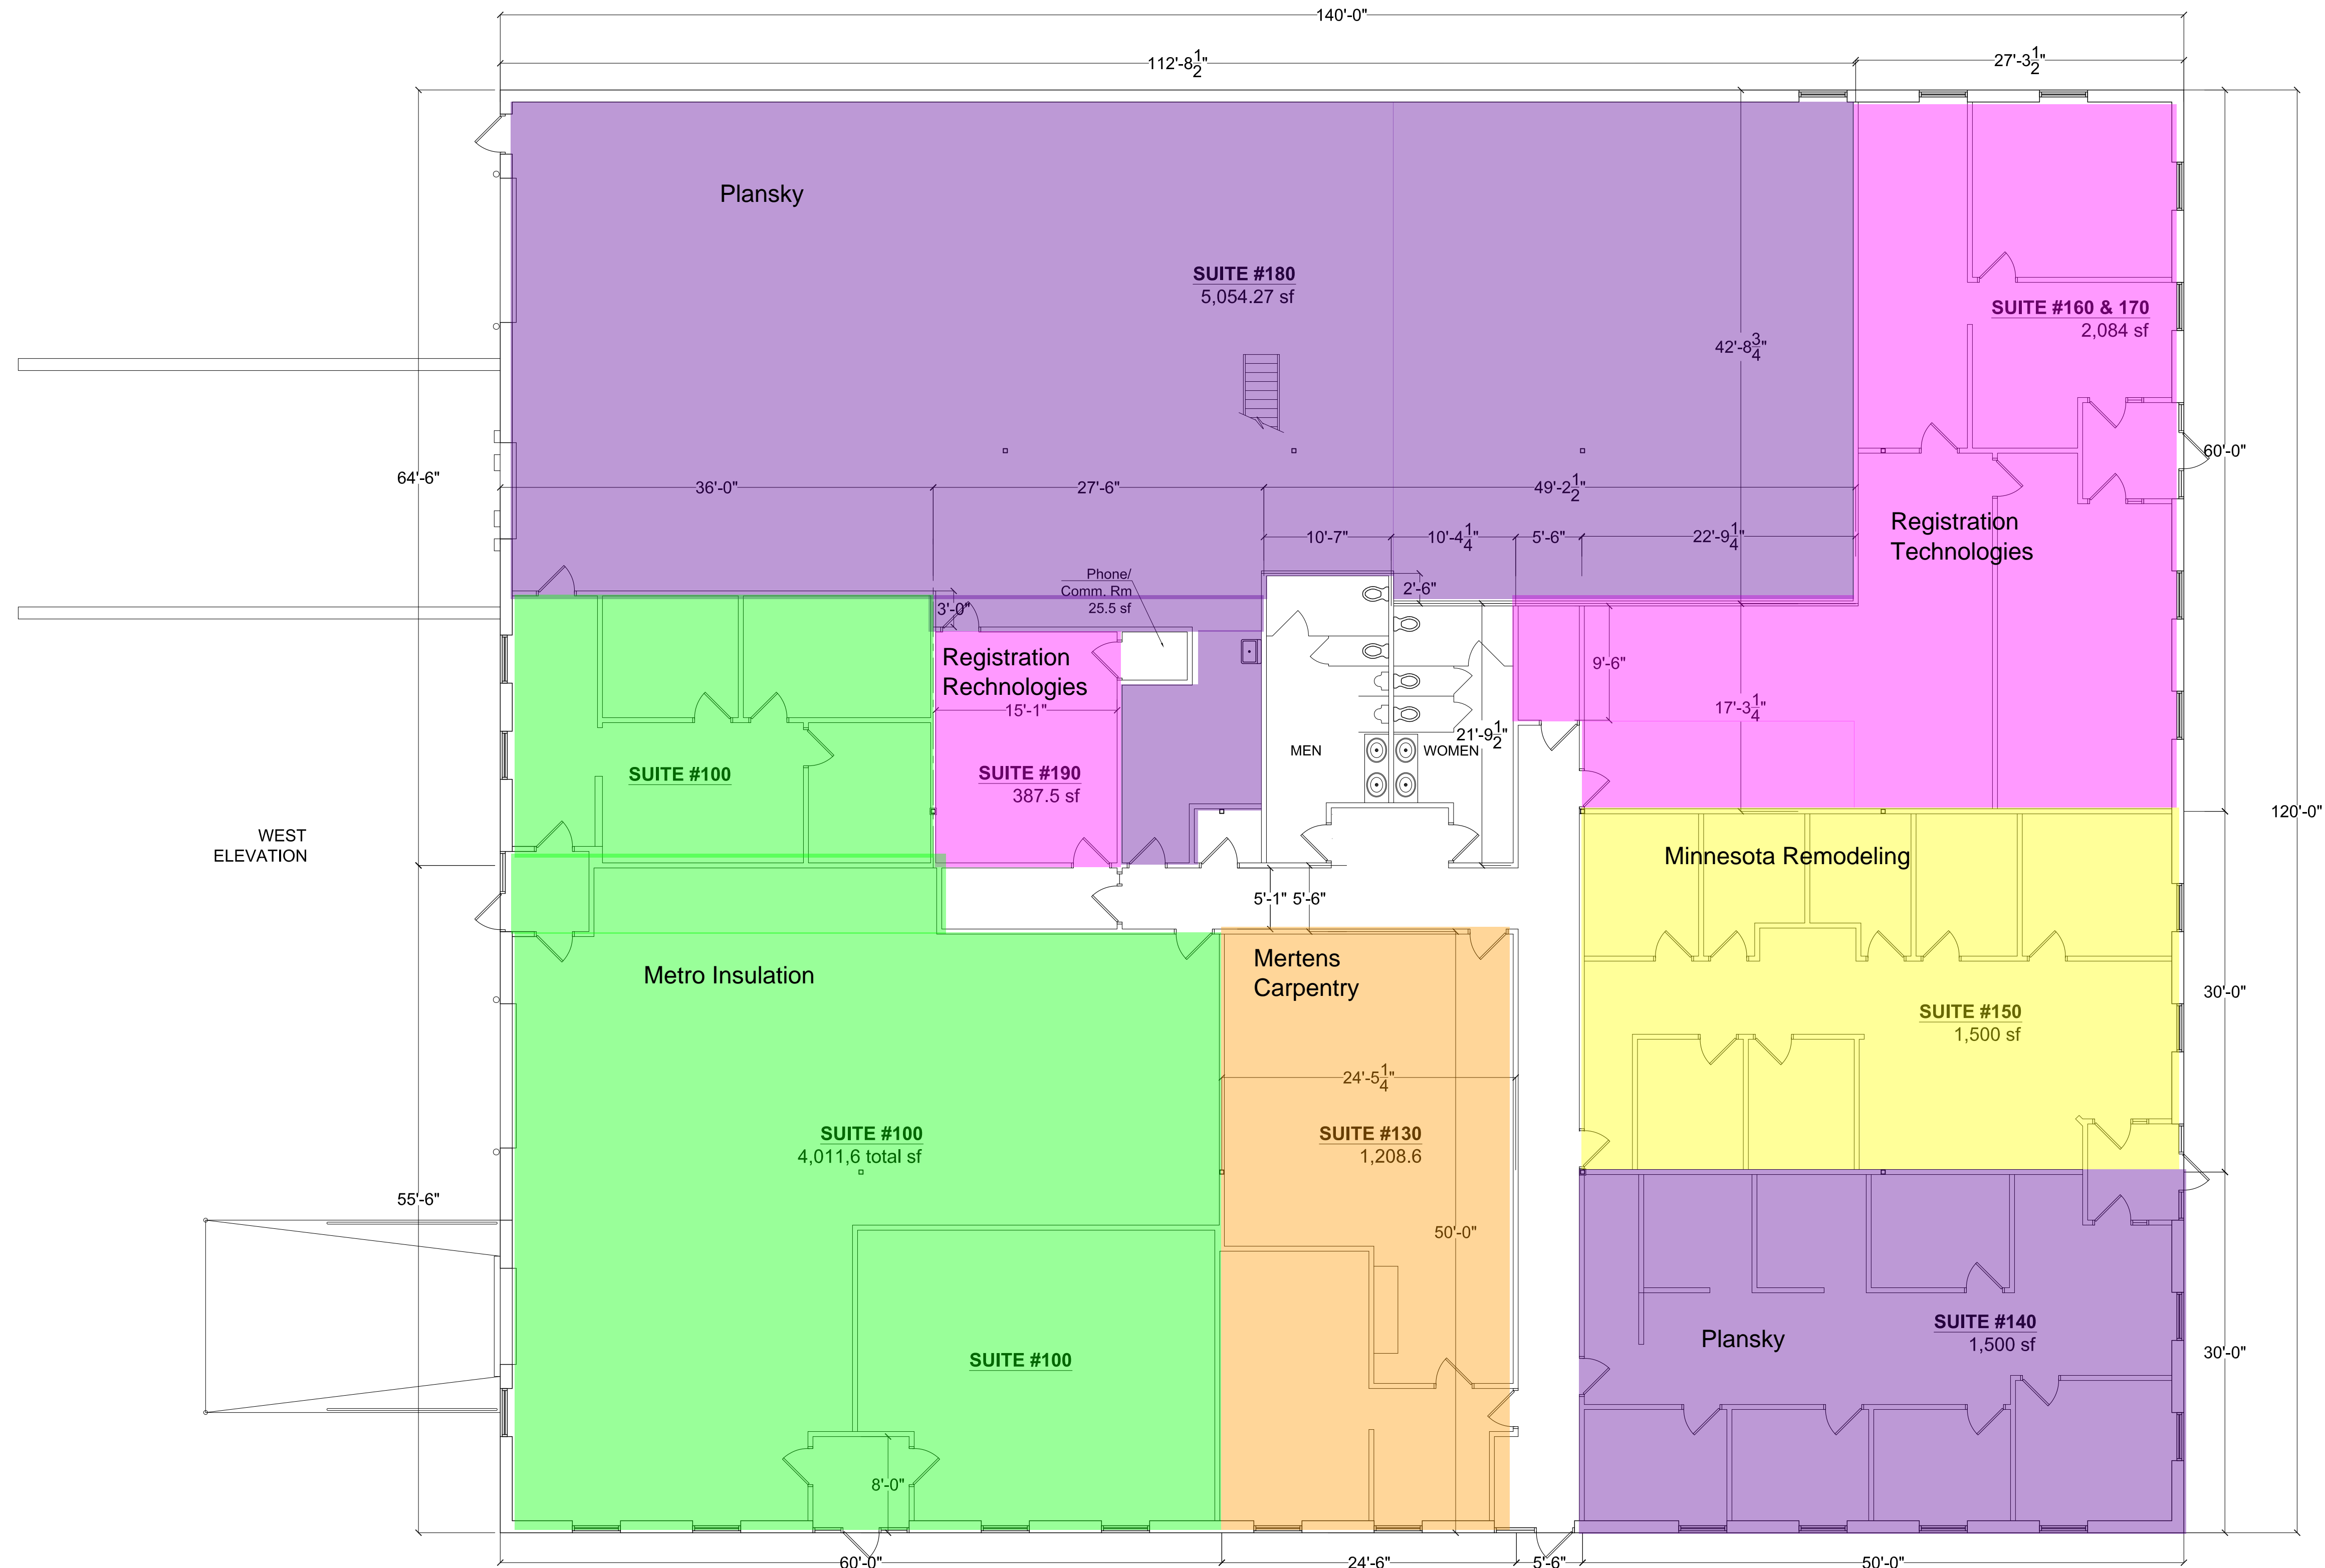 140'-0"
112'-8 1/2"
27'-3 1/2"
Plansky
SUITE #180
5,054.27 sf
SUITE #160 & 170
2,084 sf
42'-8 3/4"
64'-6"
60'-0"
36'-0"
27'-6"
49'-2 1/2"
Registration
Technologies
10'-7"
10'-4 1/4"
5'-6"
22'-9 1/4"
Phone/
Comm. Rm
25.5 sf
2'-6"
3'-0"
Registration
Rechnologies
15'-1"
9'-6"
17'-3 1/4"
21'-9 1/2"
MEN
WOMEN
SUITE #100
SUITE #190
387.5 sf
120'-0"
WEST
ELEVATION
Minnesota Remodeling
5'-1"
5'-6"
Metro Insulation
Mertens
Carpentry
30'-0"
SUITE #150
1,500 sf
24'-5 1/4"
SUITE #100
4,011,6 total sf
SUITE #130
1,208.6
55'-6"
50'-0"
Plansky
SUITE #140
1,500 sf
30'-0"
SUITE #100
8'-0"
60'-0"
24'-6"
5'-6"
50'-0"